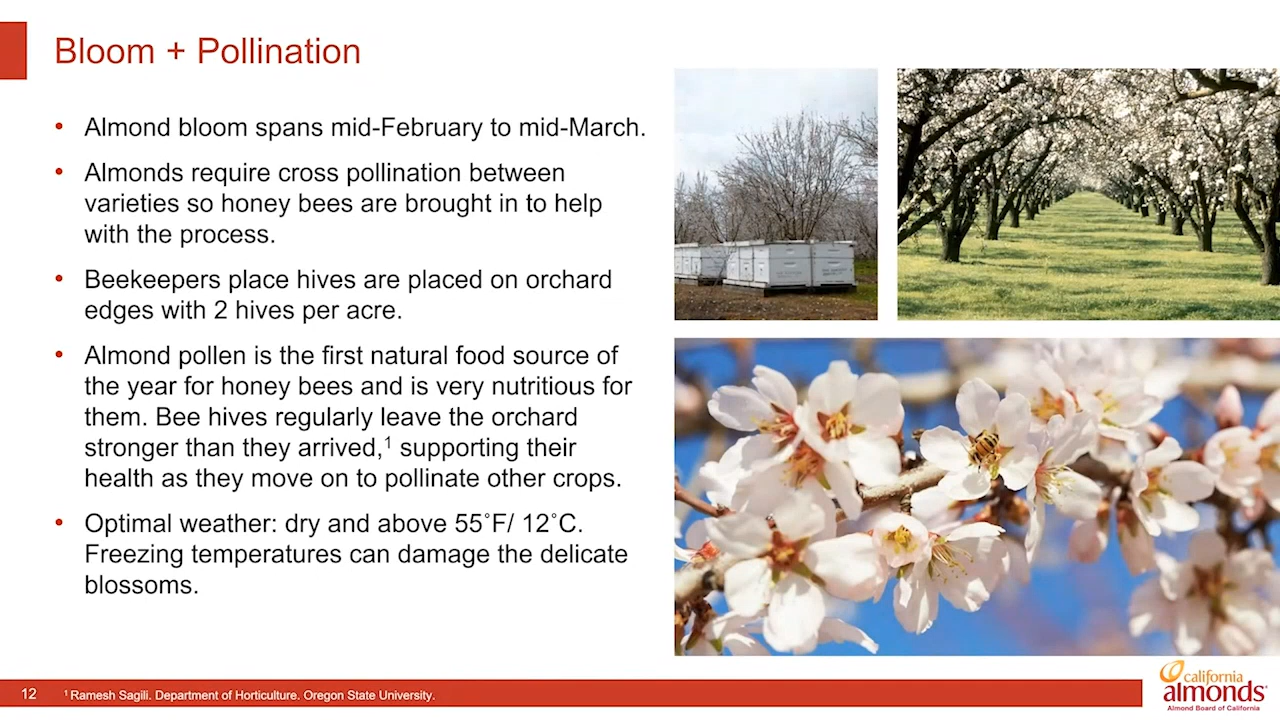 Bloom + Pollination
• Almond bloom spans mid-February to mid-March.
• Almonds require cross pollination between
varieties so honey bees are brought in to help
with the process.
• Beekeepers place hives are placed on orchard
edges with 2 hives per acre.
• Almond pollen is the first natural food source of
the year for honey bees and is very nutritious for
them. Bee hives regularly leave the orchard
stronger than they arrived,¹ supporting their
health as they move on to pollinate other crops.
• Optimal weather: dry and above 55˚F/ 12˚C.
Freezing temperatures can damage the delicate
blossoms.
12
¹ Ramesh Sagili. Department of Horticulture. Oregon State University.
california
almonds®
Almond Board of California